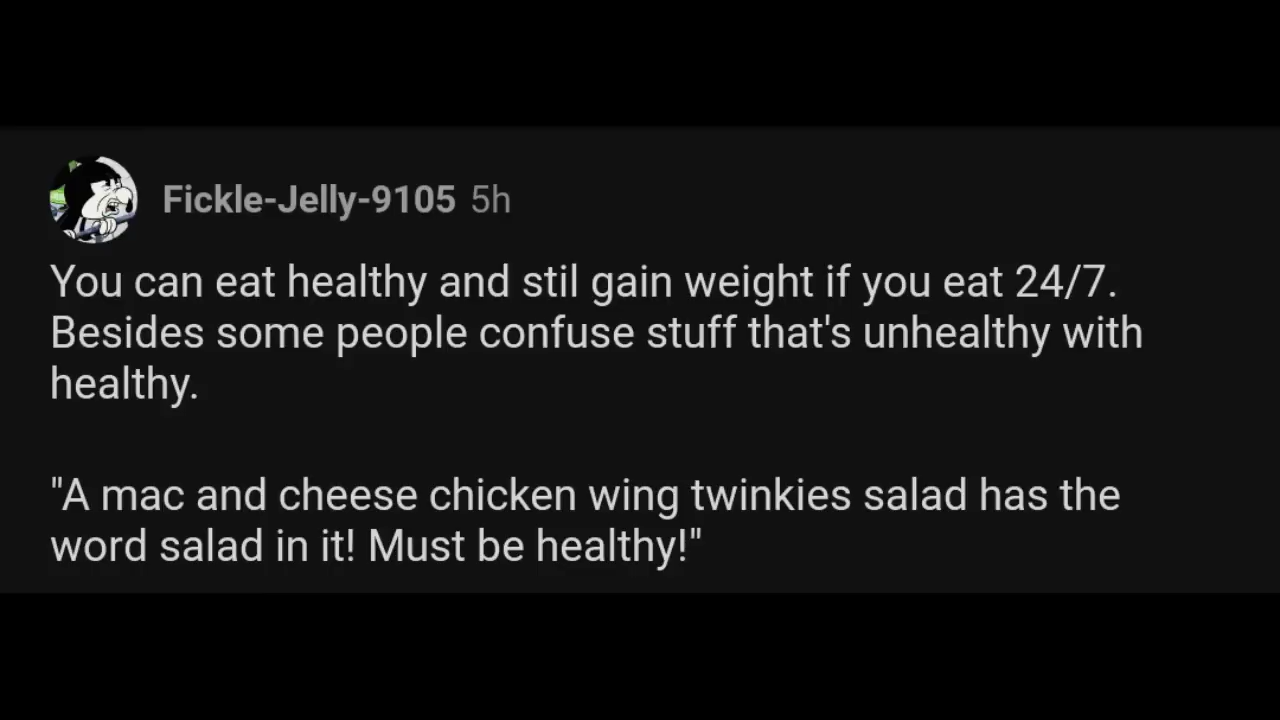 Fickle-Jelly-9105 5h
You can eat healthy and stil gain weight if you eat 24/7.
Besides some people confuse stuff that's unhealthy with
healthy.
"A mac and cheese chicken wing twinkies salad has the
word salad in it! Must be healthy!"